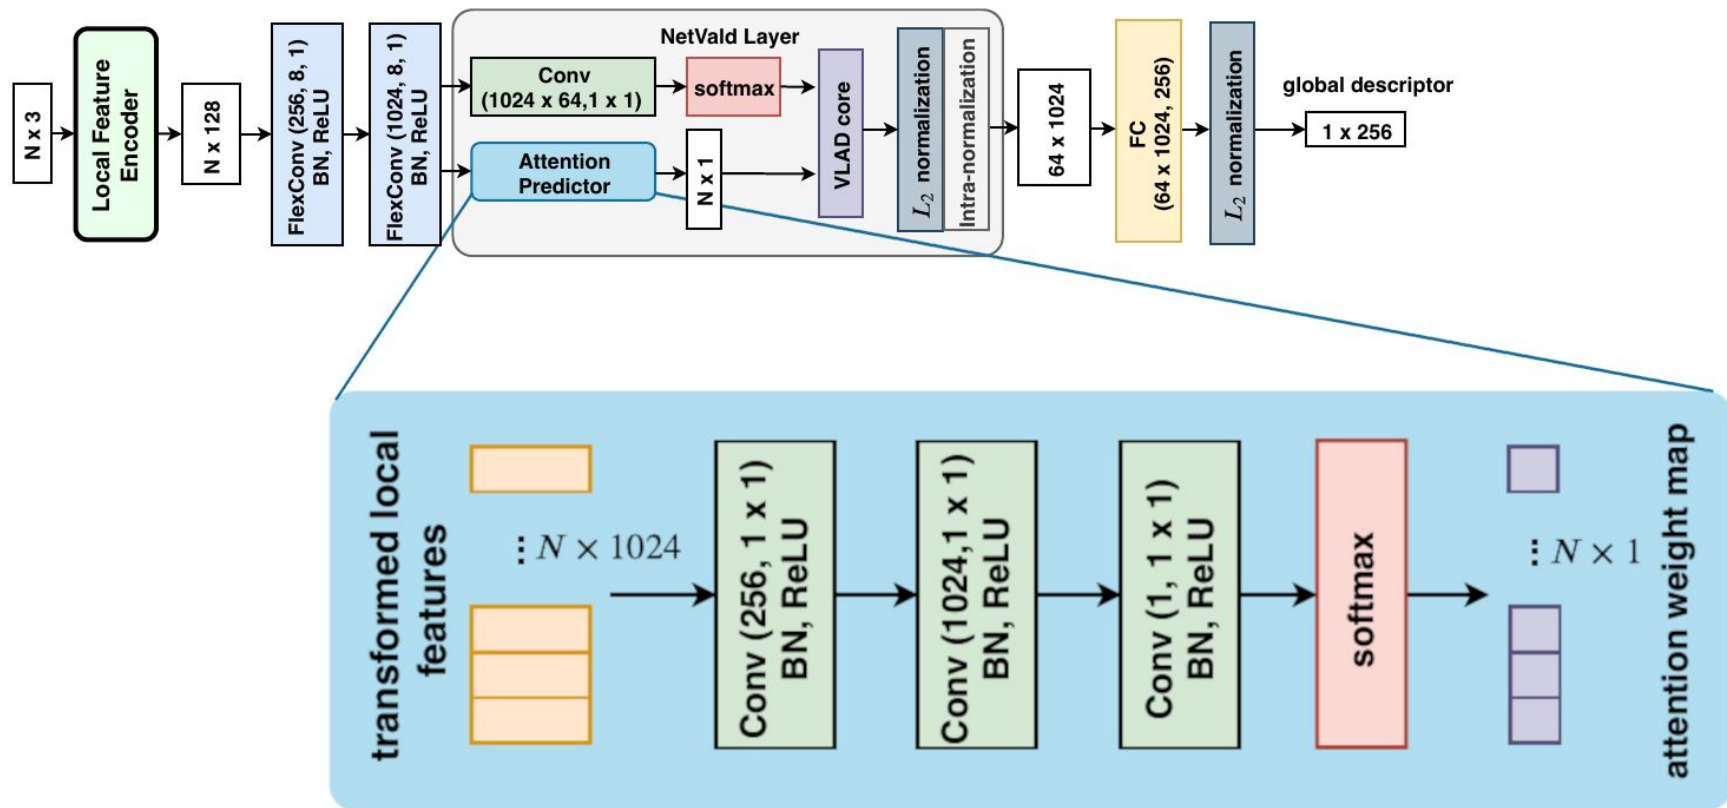 N x 3
Local Feature
Encoder
N x 128
FlexConv (256, 8, 1)
BN, ReLU
FlexConv (1024, 8, 1)
BN, ReLU
NetVald Layer
Conv
(1024 x 64,1 x 1)
softmax
Attention
Predictor
N x 1
VLAD core
L₂ normalization
Intra-normalization
64 x 1024
FC
(64 x 1024, 256)
L₂ normalization
global descriptor
1 x 256
transformed local
features
⋮ N × 1024
Conv (256, 1 x 1)
BN, ReLU
Conv (1024,1 x 1)
BN, ReLU
Conv (1, 1 x 1)
BN, ReLU
softmax
⋮ N × 1
attention weight map